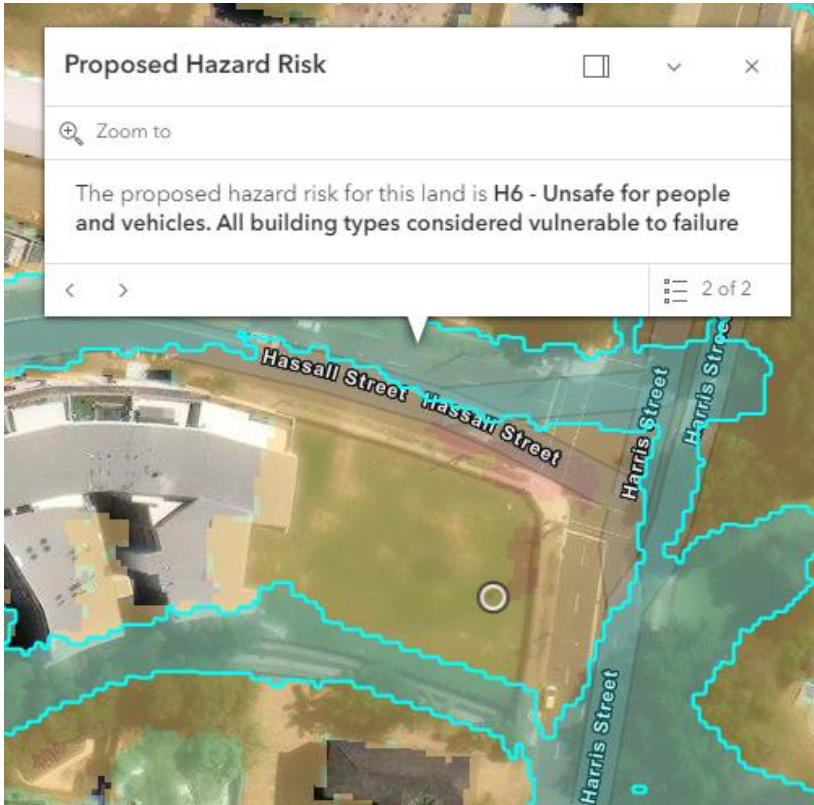 Proposed Hazard Risk
Zoom to
The proposed hazard risk for this land is H6 - Unsafe for people
and vehicles. All building types considered vulnerable to failure
2 of 2
Hassall Street
Hassall Street
Harris Street
Harris Street
Harris Street